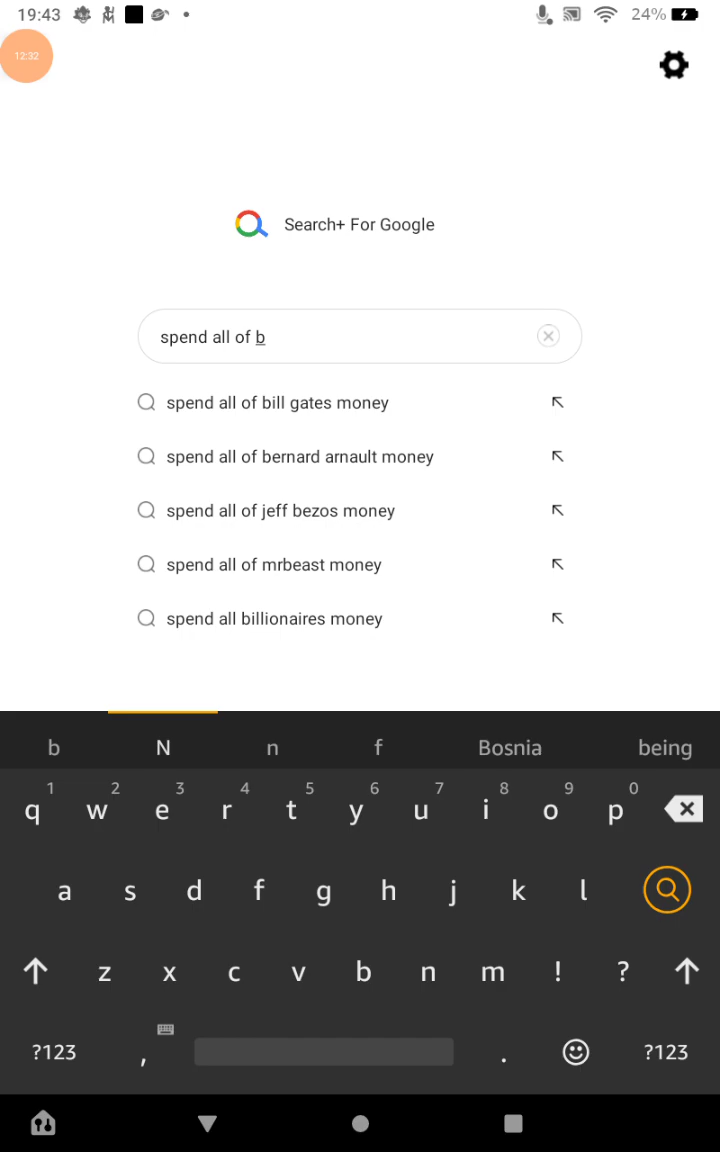 19:43
24%
12:32
Search+ For Google
spend all of b
spend all of bill gates money
spend all of bernard arnault money
spend all of jeff bezos money
spend all of mrbeast money
spend all billionaires money
b N n f Bosnia being
1 2 3 4 5 6 7 8 9 0
q w e r t y u i o p
a s d f g h j k l
z x c v b n m ! ?
?123 , . ?123